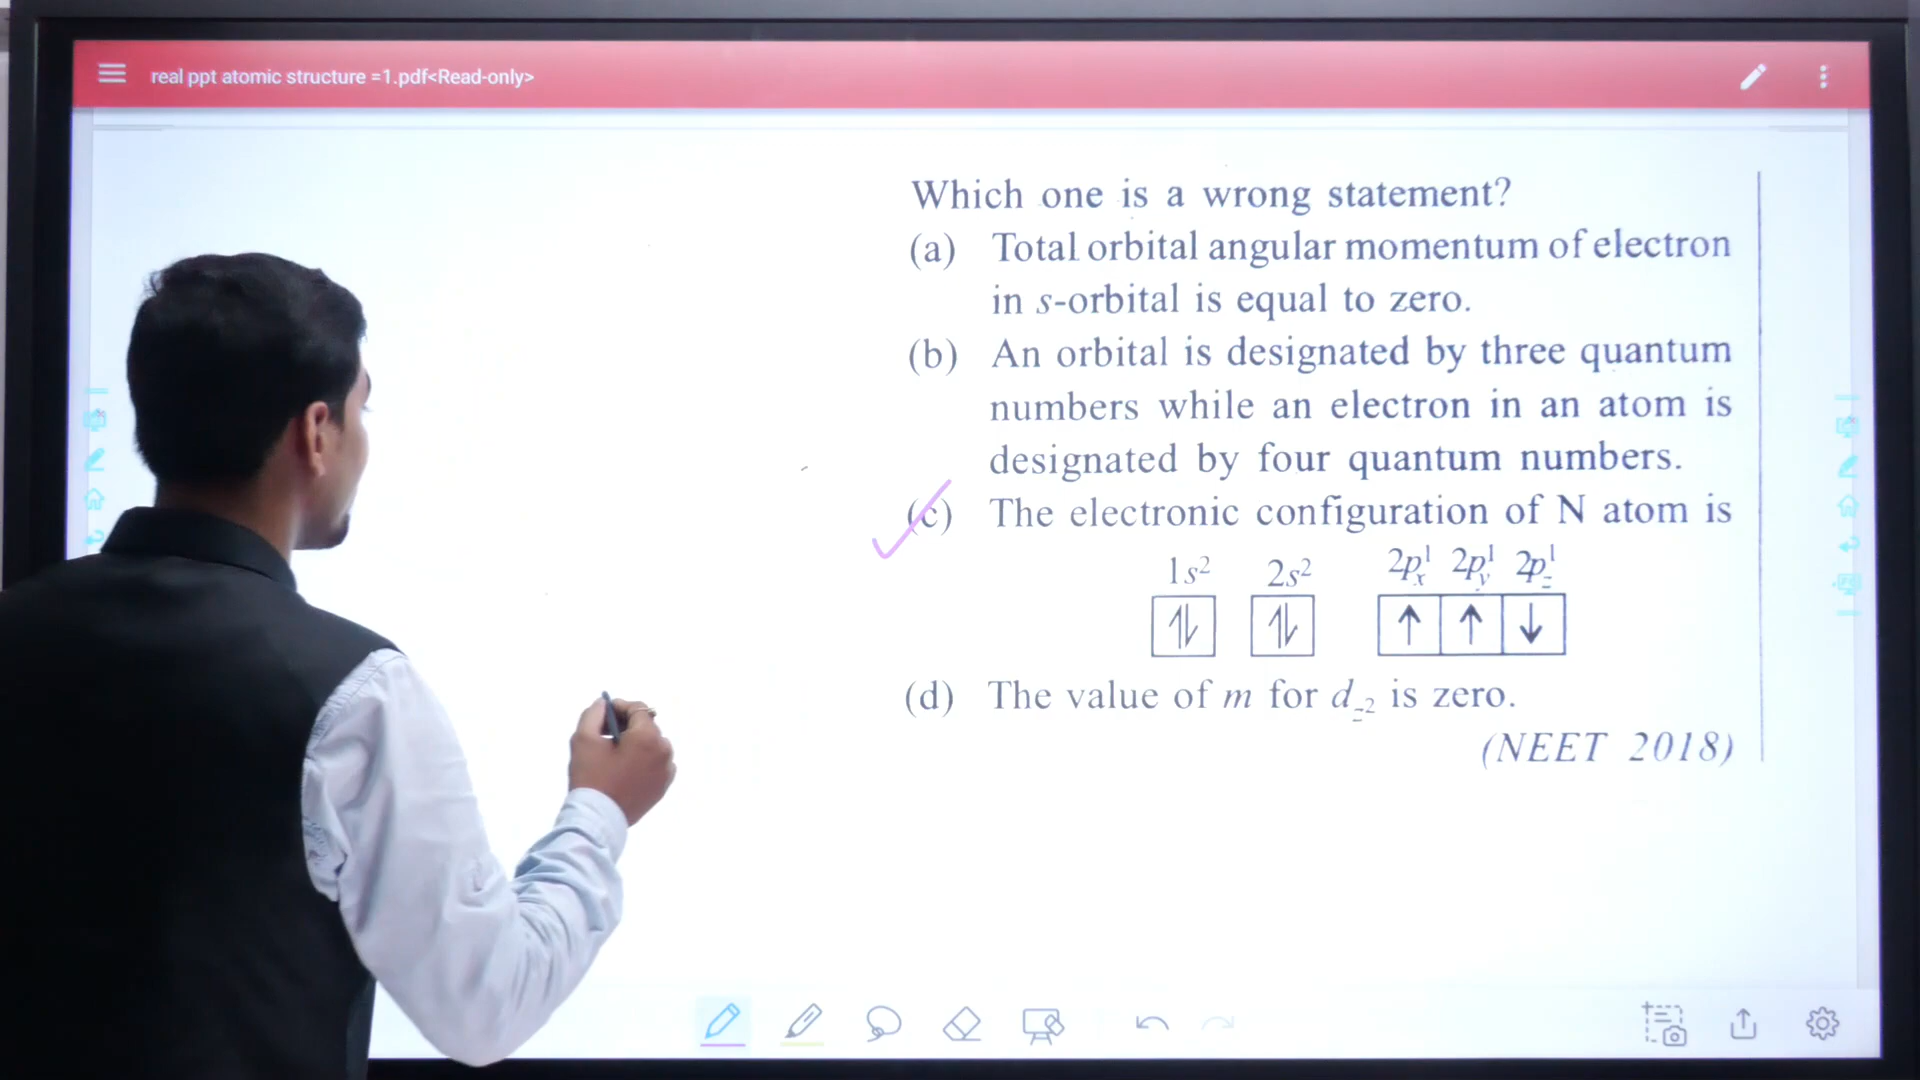 real ppt atomic structure =1.pdf<Read-only>
Which one is a wrong statement?
(a) Total orbital angular momentum of electron
in s-orbital is equal to zero.
(b) An orbital is designated by three quantum
numbers while an electron in an atom is
designated by four quantum numbers.
(c) The electronic configuration of N atom is
1s² 2s² 2pₓ¹ 2pᵧ¹ 2p_z¹
↑↓ ↑↓ ↑ ↑ ↓
(d) The value of m for d_z² is zero.
(NEET 2018)